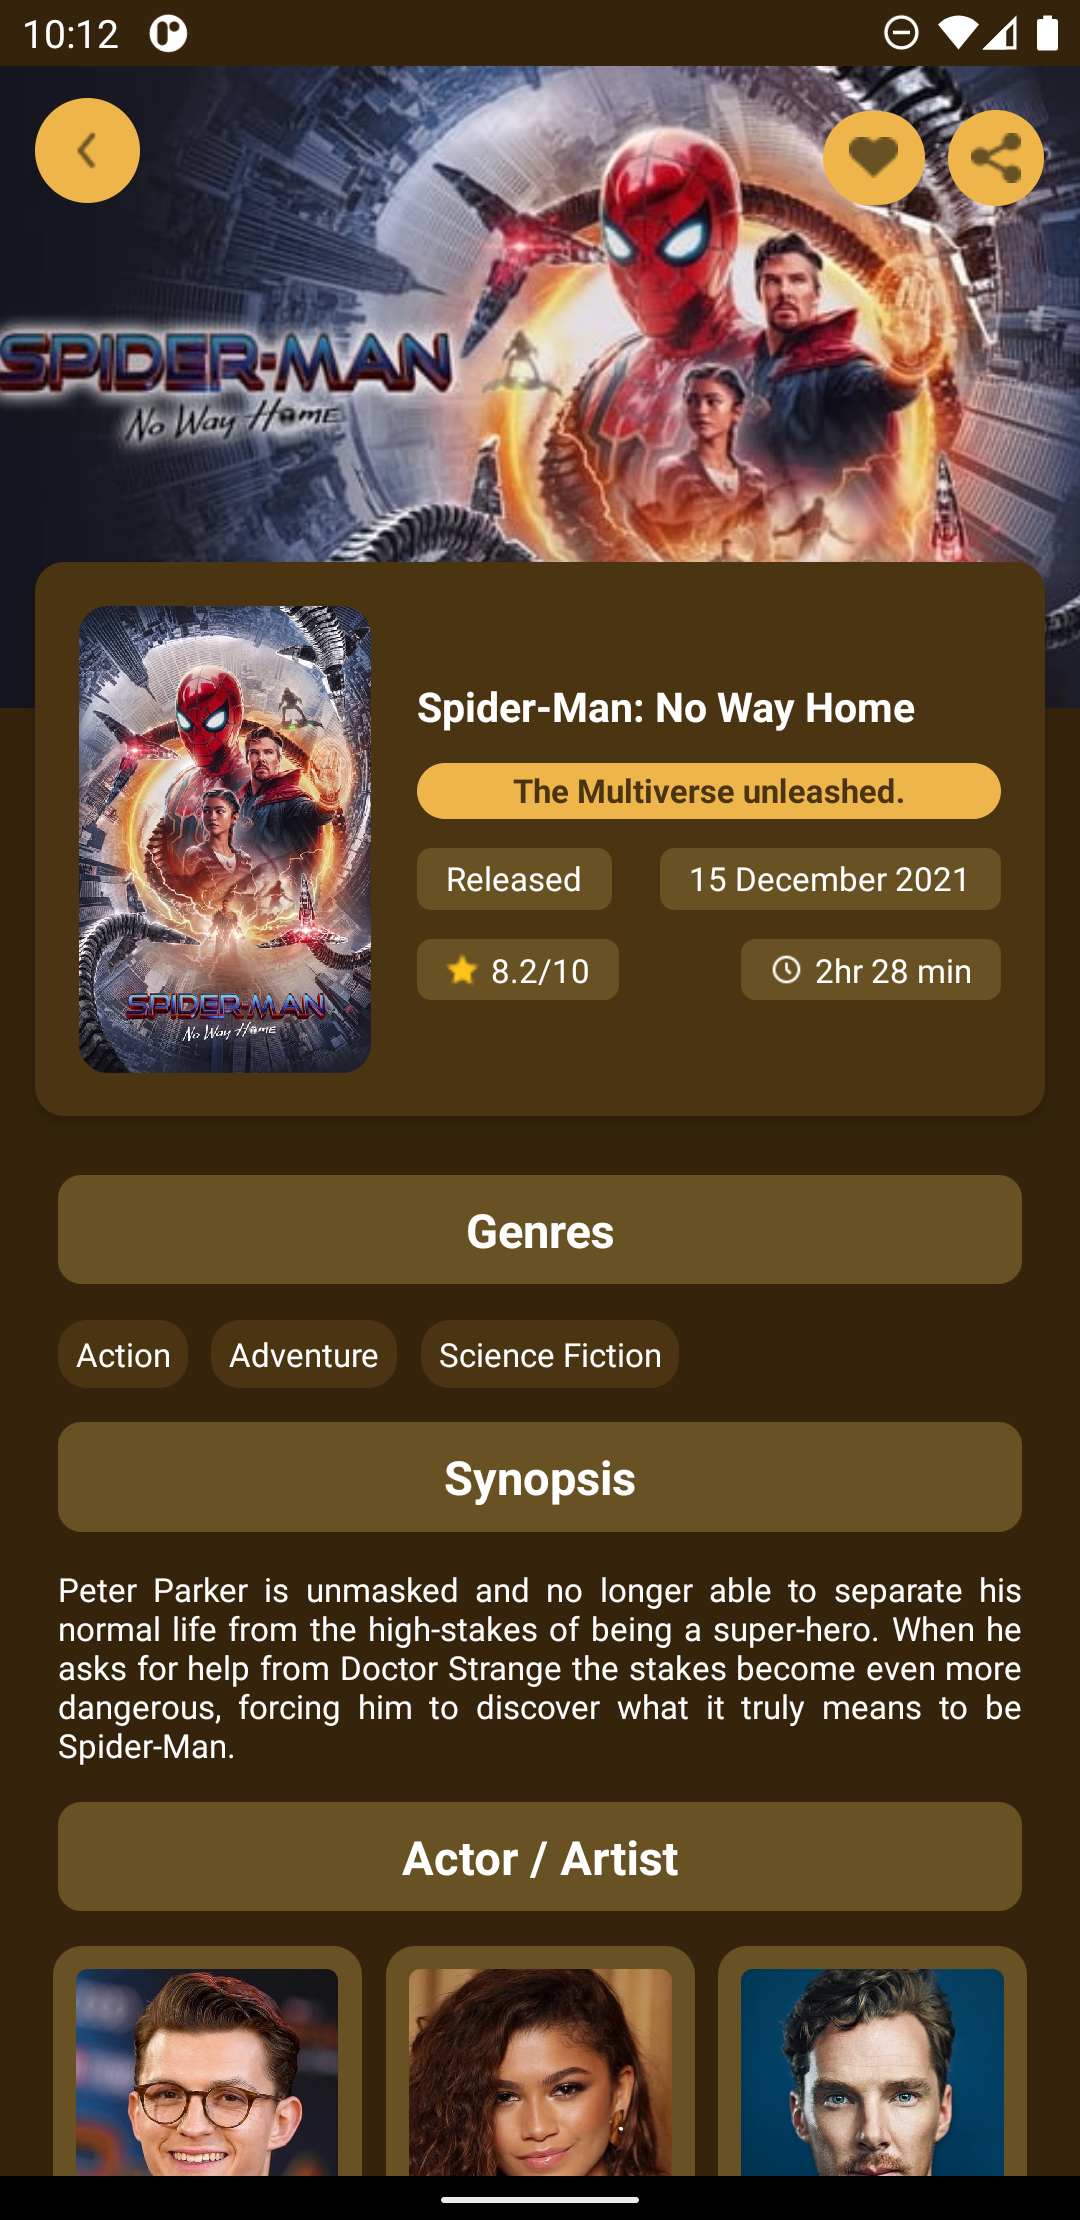 10:12
SPIDER-MAN
No Way Home
SPIDER-MAN
No Way Home
Spider-Man: No Way Home
The Multiverse unleashed.
Released
15 December 2021
8.2/10
2hr 28 min
Genres
Action
Adventure
Science Fiction
Synopsis
Peter Parker is unmasked and no longer able to separate his
normal life from the high-stakes of being a super-hero. When he
asks for help from Doctor Strange the stakes become even more
dangerous, forcing him to discover what it truly means to be
Spider-Man.
Actor / Artist